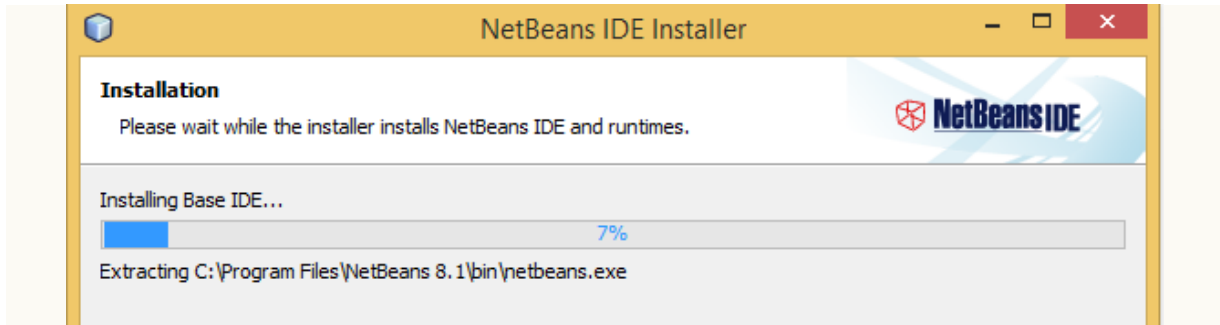 NetBeans IDE Installer
Installation
Please wait while the installer installs NetBeans IDE and runtimes.
NetBeans IDE
Installing Base IDE...
7%
Extracting C:\Program Files\NetBeans 8.1\bin\netbeans.exe